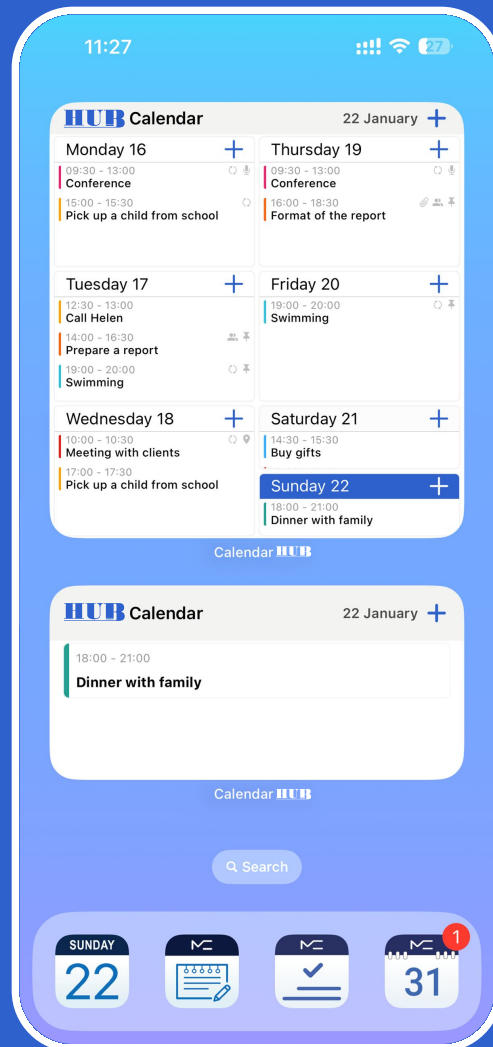 11:27
27
HUB Calendar
22 January
Monday 16
09:30 - 13:00
Conference
15:00 - 15:30
Pick up a child from school
Thursday 19
09:30 - 13:00
Conference
16:00 - 18:30
Format of the report
Tuesday 17
12:30 - 13:00
Call Helen
14:00 - 16:30
Prepare a report
19:00 - 20:00
Swimming
Friday 20
19:00 - 20:00
Swimming
Wednesday 18
10:00 - 10:30
Meeting with clients
17:00 - 17:30
Pick up a child from school
Saturday 21
14:30 - 15:30
Buy gifts
Sunday 22
18:00 - 21:00
Dinner with family
Calendar HUB
HUB Calendar
22 January
18:00 - 21:00
Dinner with family
Calendar HUB
Search
SUNDAY
22
31
1